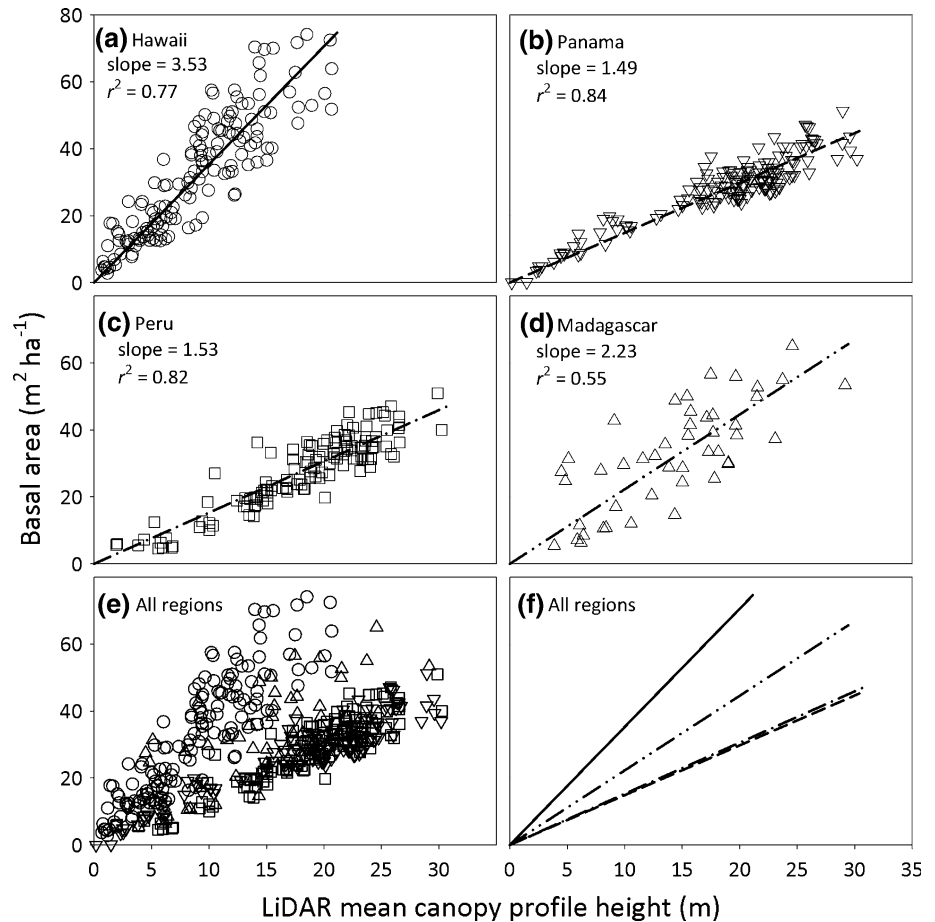 80
(a) Hawaii
slope = 3.53
r² = 0.77
60
40
20
0
(b) Panama
slope = 1.49
r² = 0.84
(c) Peru
slope = 1.53
r² = 0.82
60
40
20
0
(d) Madagascar
slope = 2.23
r² = 0.55
Basal area (m² ha⁻¹)
(e) All regions
60
40
20
0
0 5 10 15 20 25 30
(f) All regions
0 5 10 15 20 25 30 35
LiDAR mean canopy profile height (m)